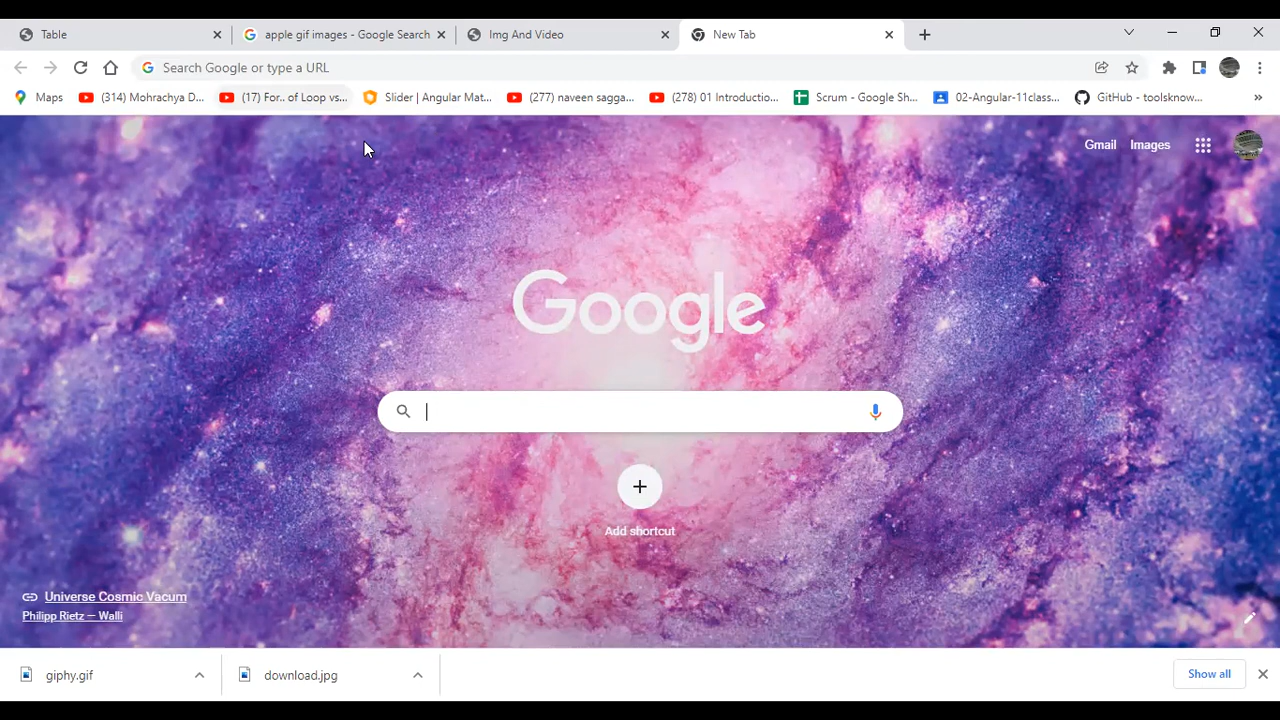 Table
apple gif images - Google Search
Img And Video
New Tab
Search Google or type a URL
Maps
(314) Mohrachya D...
(17) For.. of Loop vs...
Slider | Angular Mat...
(277) naveen sagga...
(278) 01 Introductio...
Scrum - Google Sh...
02-Angular-11class...
GitHub - toolsknow...
»
Gmail
Images
Google
Add shortcut
Universe Cosmic Vacum
Philipp Rietz — Walli
giphy.gif
download.jpg
Show all